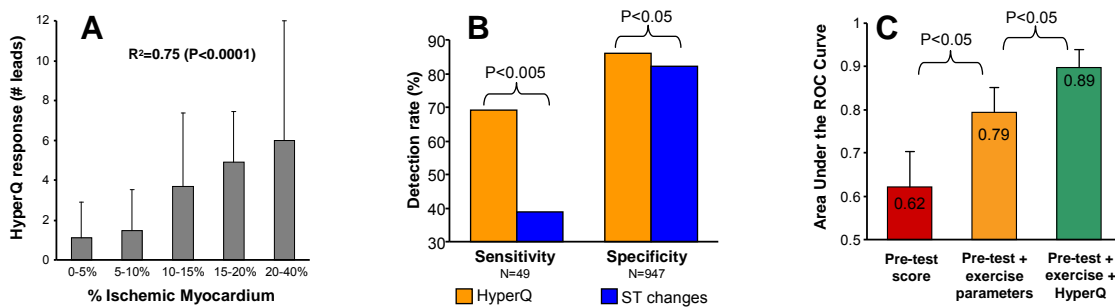 A
R²=0.75 (P<0.0001)
HyperQ response (# leads)
12
10
8
6
4
2
0
0-5% 5-10% 10-15% 15-20% 20-40%
% Ischemic Myocardium
B
P<0.05
P<0.005
Detection rate (%)
90
80
70
60
50
40
30
Sensitivity Specificity
N=49 N=947
HyperQ ST changes
C
P<0.05
P<0.05
Area Under the ROC Curve
1
0.9
0.8
0.7
0.6
0.5
0.62
0.79
0.89
Pre-test
score
Pre-test +
exercise
parameters
Pre-test +
exercise +
HyperQ